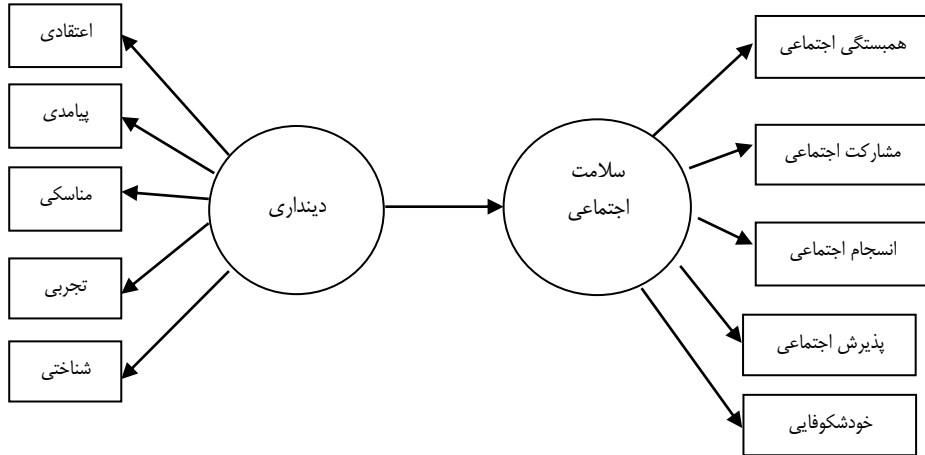 همبستگی اجتماعی
مشارکت اجتماعی
انسجام اجتماعی
پذیرش اجتماعی
خودشکوفایی
سلامت
اجتماعی
دینداری
اعتقادی
پیامدی
مناسکی
تجربی
شناختی